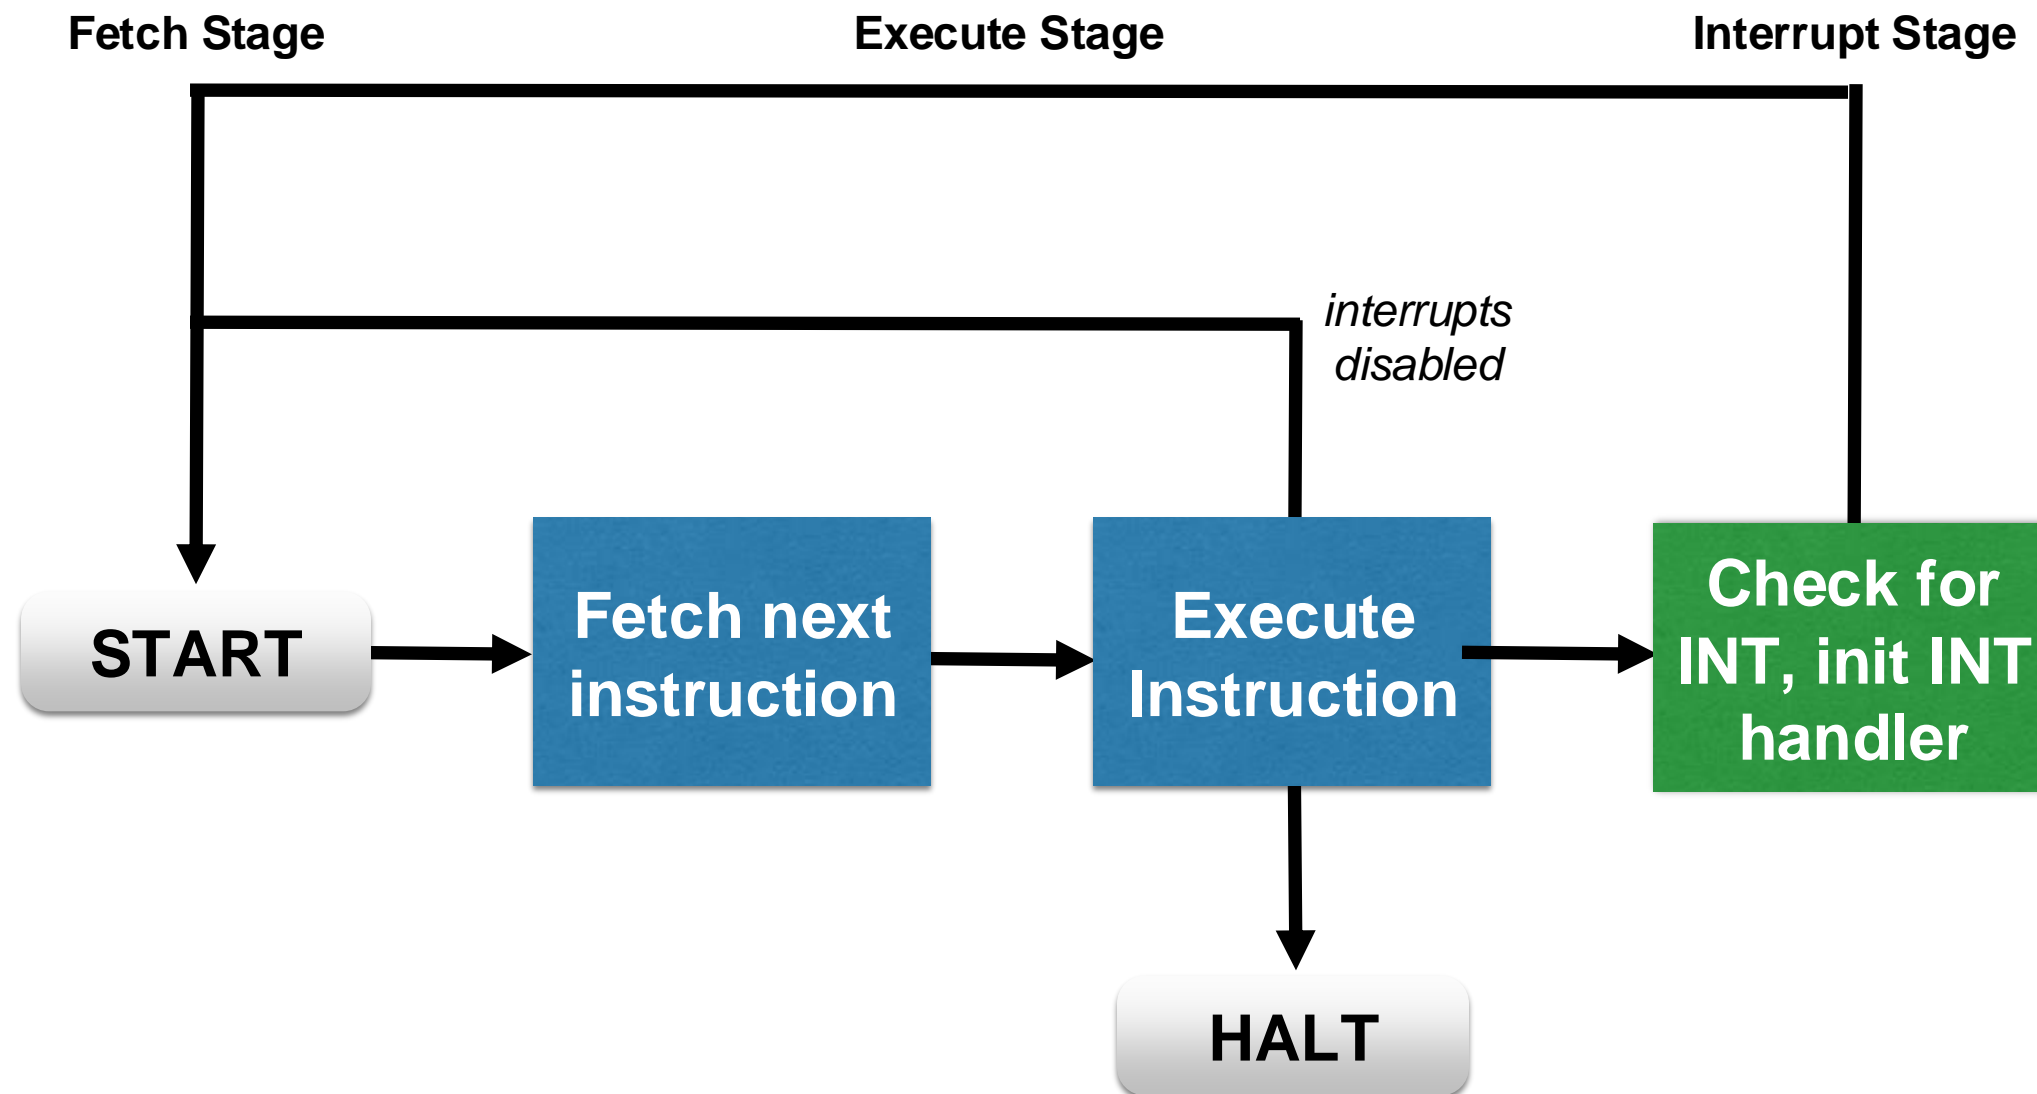 Fetch Stage
Execute Stage
Interrupt Stage
interrupts
disabled
START
Fetch next
instruction
Execute
Instruction
Check for
INT, init INT
handler
HALT